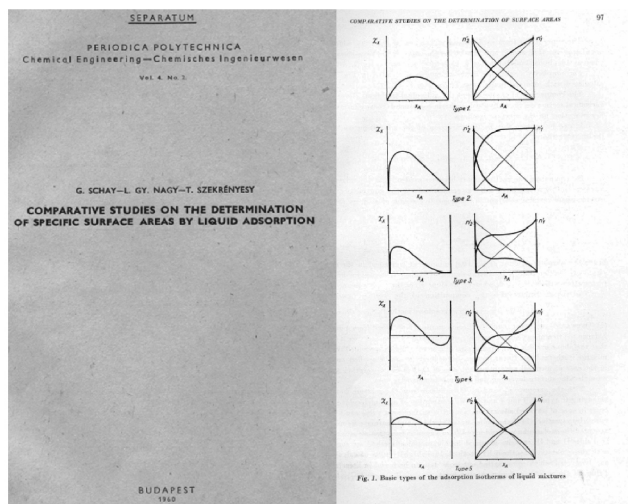 SEPARATUM
PERIODICA POLYTECHNICA
Chemical Engineering—Chemisches Ingenieurwesen
Vol. 4. No. 2.
G. SCHAY—L. GY. NAGY—T. SZEKRÉNYESY
COMPARATIVE STUDIES ON THE DETERMINATION
OF SPECIFIC SURFACE AREAS BY LIQUID ADSORPTION
BUDAPEST
1960
COMPARATIVE STUDIES ON THE DETERMINATION OF SURFACE AREAS 97
Type 1.
Type 2.
Type 3.
Type 4.
Type 5
Fig. 1. Basic types of the adsorption isotherms of liquid mixtures